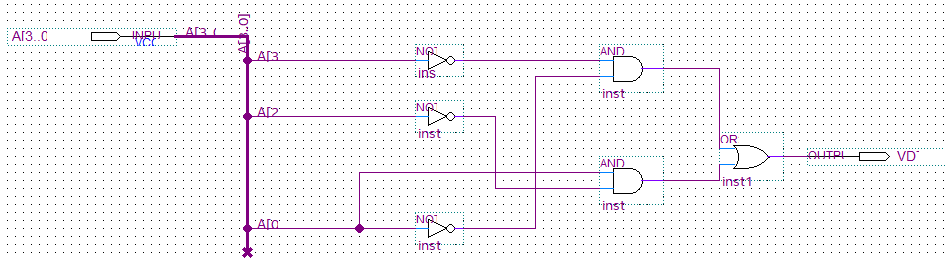 A[3..0]
A[3..0
INPU
VCC
A[3..(
A[3
NO
ins
AND
inst
A[2
NO
inst
OR
inst1
OUTPU
VD
AND
inst
A[0
NO
inst